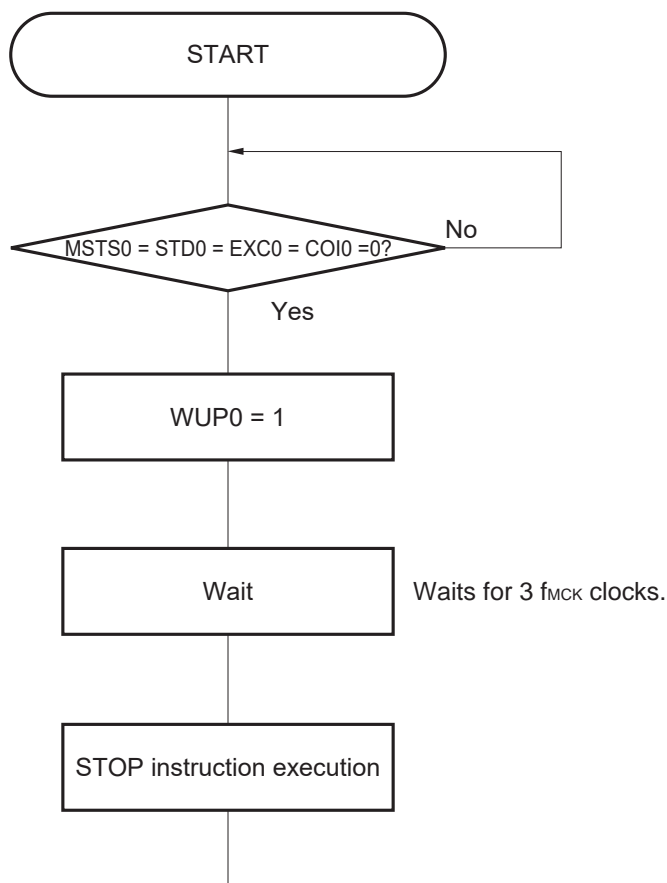 START
MSTS0 = STD0 = EXC0 = COI0 =0?
No
Yes
WUP0 = 1
Wait
Waits for 3 fMCK clocks.
STOP instruction execution